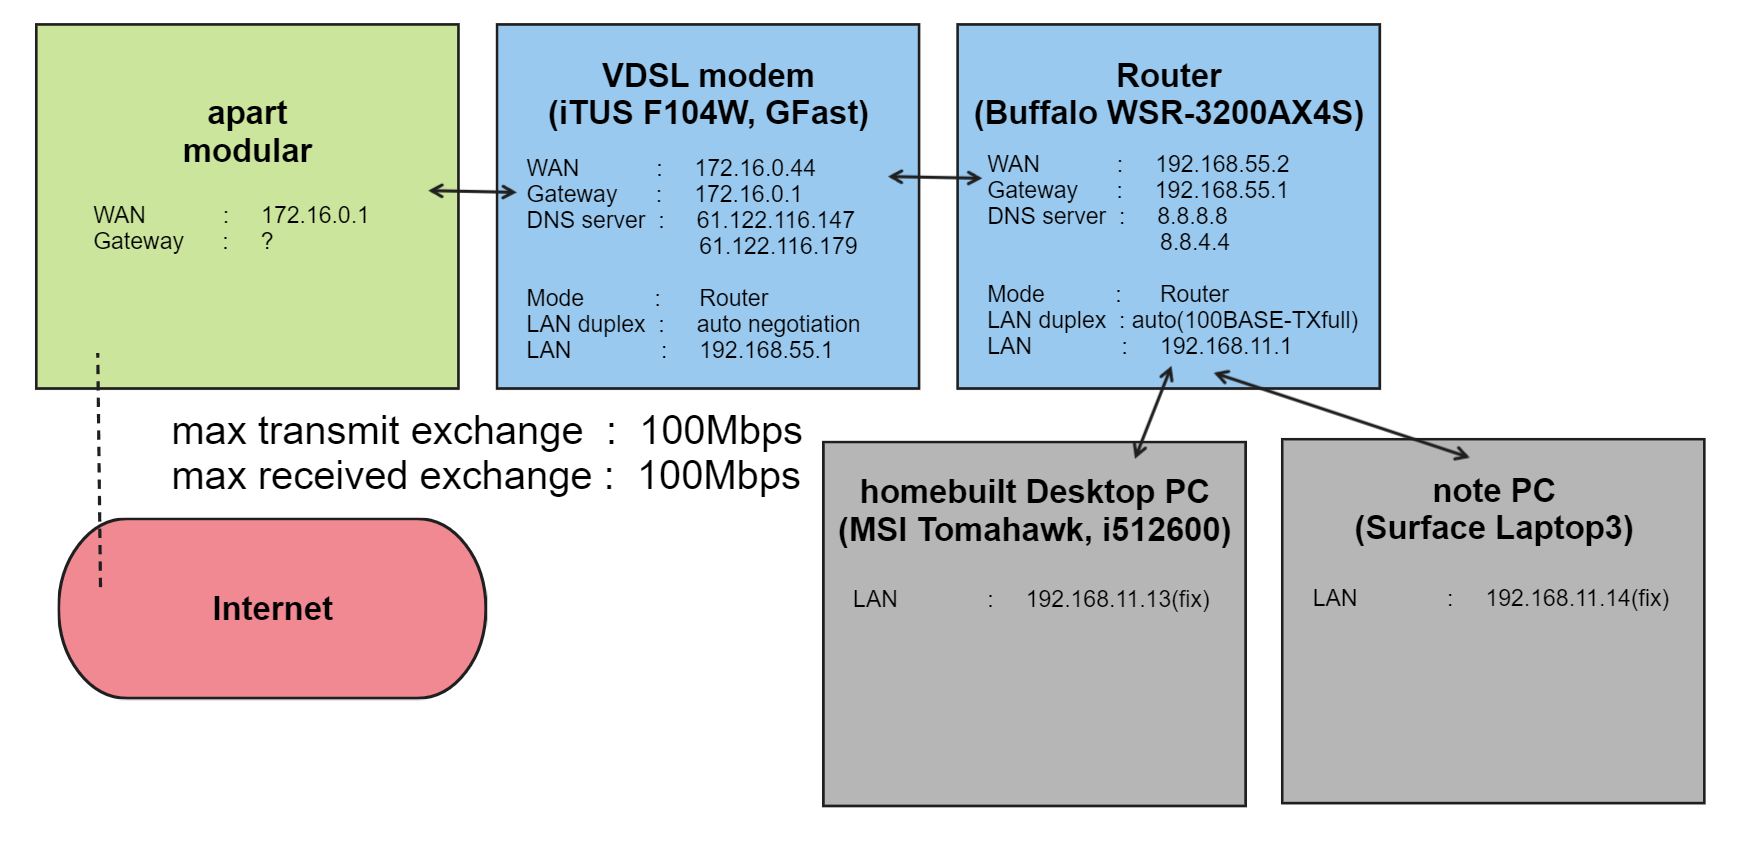 apart
modular
WAN : 172.16.0.1
Gateway : ?
VDSL modem
(iTUS F104W, GFast)
WAN : 172.16.0.44
Gateway : 172.16.0.1
DNS server : 61.122.116.147
61.122.116.179
Mode : Router
LAN duplex : auto negotiation
LAN : 192.168.55.1
Router
(Buffalo WSR-3200AX4S)
WAN : 192.168.55.2
Gateway : 192.168.55.1
DNS server : 8.8.8.8
8.8.4.4
Mode : Router
LAN duplex : auto(100BASE-TXfull)
LAN : 192.168.11.1
max transmit exchange : 100Mbps
max received exchange : 100Mbps
Internet
homebuilt Desktop PC
(MSI Tomahawk, i512600)
LAN : 192.168.11.13(fix)
note PC
(Surface Laptop3)
LAN : 192.168.11.14(fix)